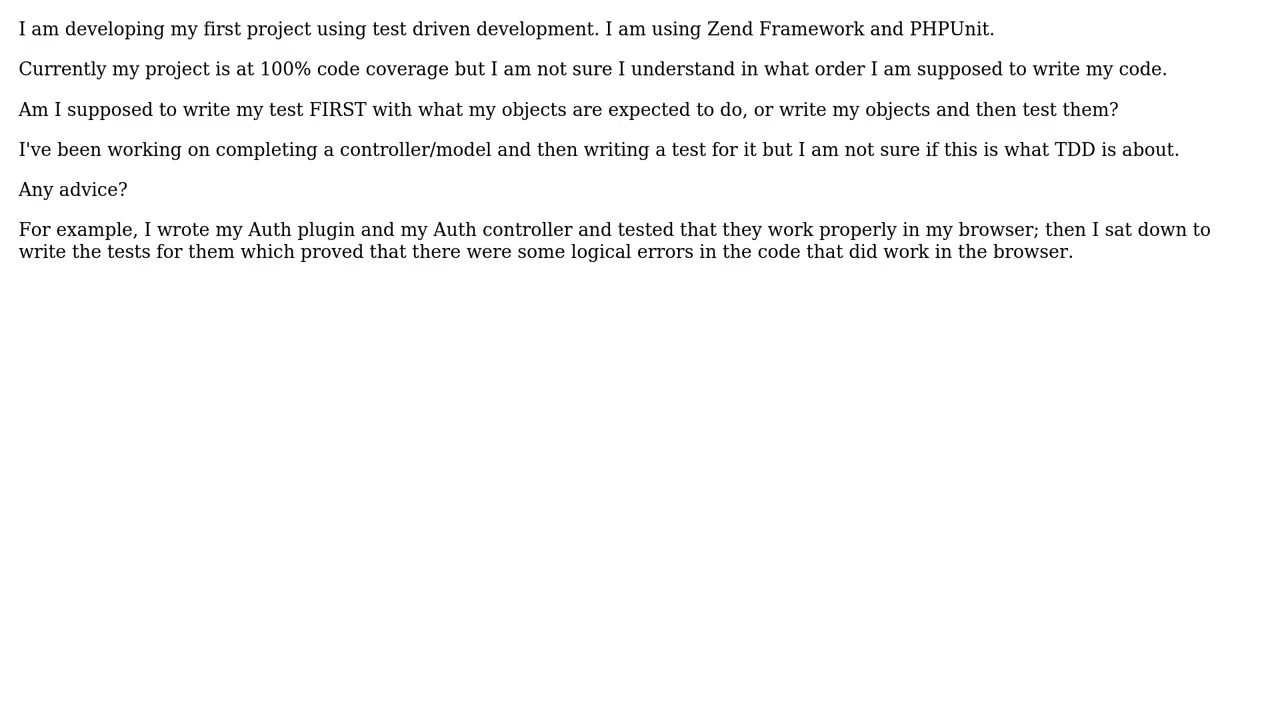 I am developing my first project using test driven development. I am using Zend Framework and PHPUnit.
Currently my project is at 100% code coverage but I am not sure I understand in what order I am supposed to write my code.
Am I supposed to write my test FIRST with what my objects are expected to do, or write my objects and then test them?
I've been working on completing a controller/model and then writing a test for it but I am not sure if this is what TDD is about.
Any advice?
For example, I wrote my Auth plugin and my Auth controller and tested that they work properly in my browser; then I sat down to
write the tests for them which proved that there were some logical errors in the code that did work in the browser.